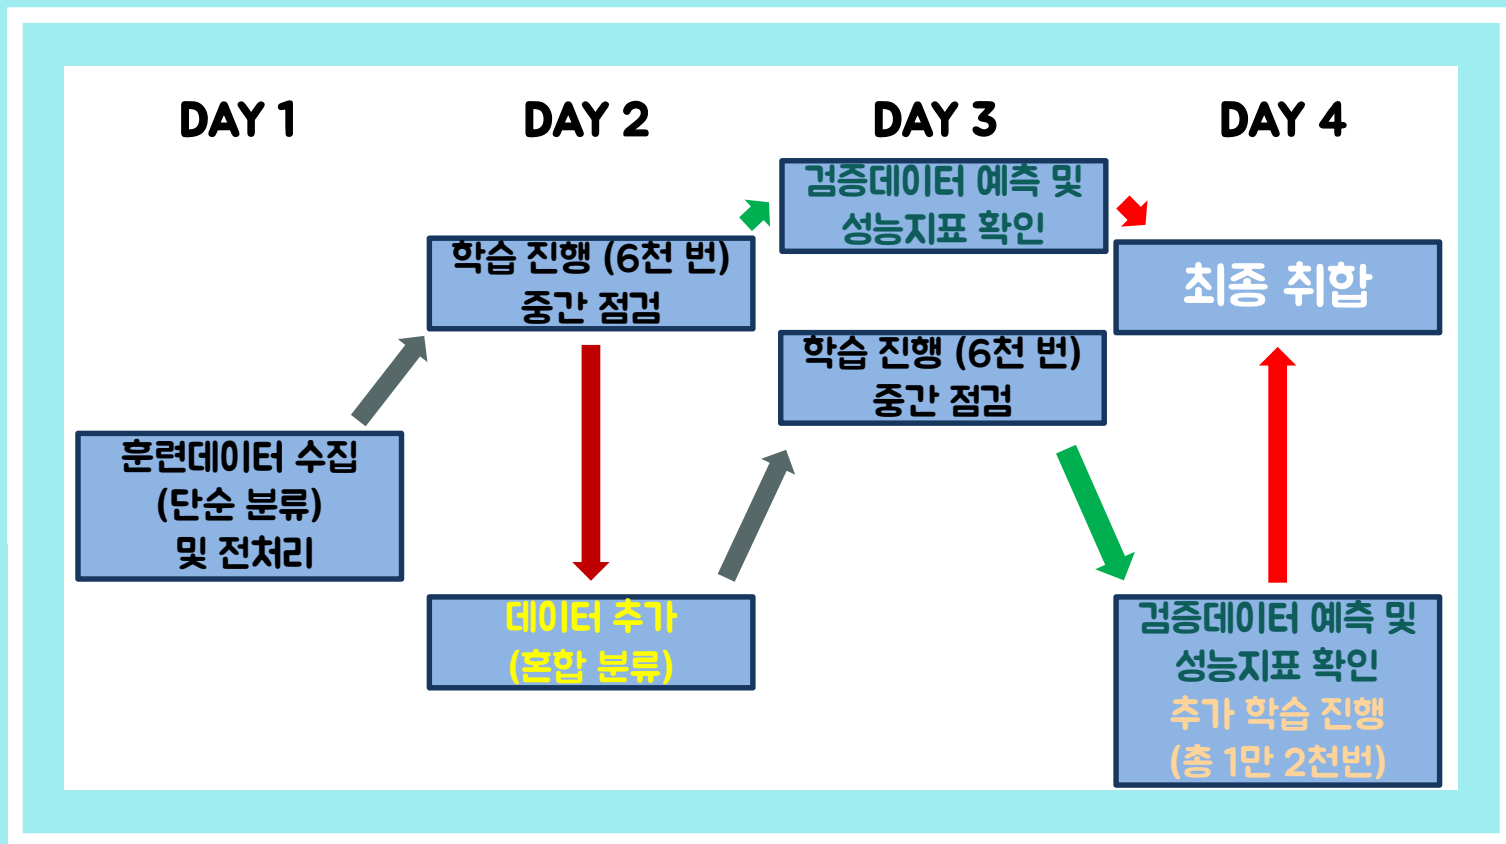 DAY 1
DAY 2
DAY 3
DAY 4
훈련데이터 수집
(단순 분류)
및 전처리
학습 진행 (6천 번)
중간 점검
데이터 추가
(혼합 분류)
검증데이터 예측 및
성능지표 확인
학습 진행 (6천 번)
중간 점검
최종 취합
검증데이터 예측 및
성능지표 확인
추가 학습 진행
(총 1만 2천번)